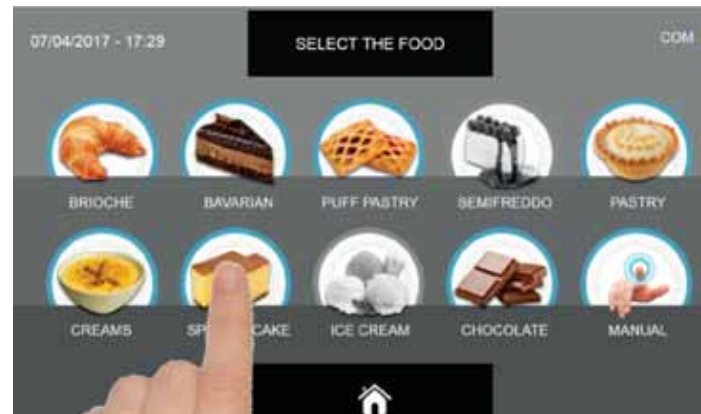 07/04/2017 - 17:29
SELECT THE FOOD
COM
BRIOCHE
BAVARIAN
PUFF PASTRY
SEMIFREDDO
PASTRY
CREAMS
CAKE
ICE CREAM
CHOCOLATE
MANUAL